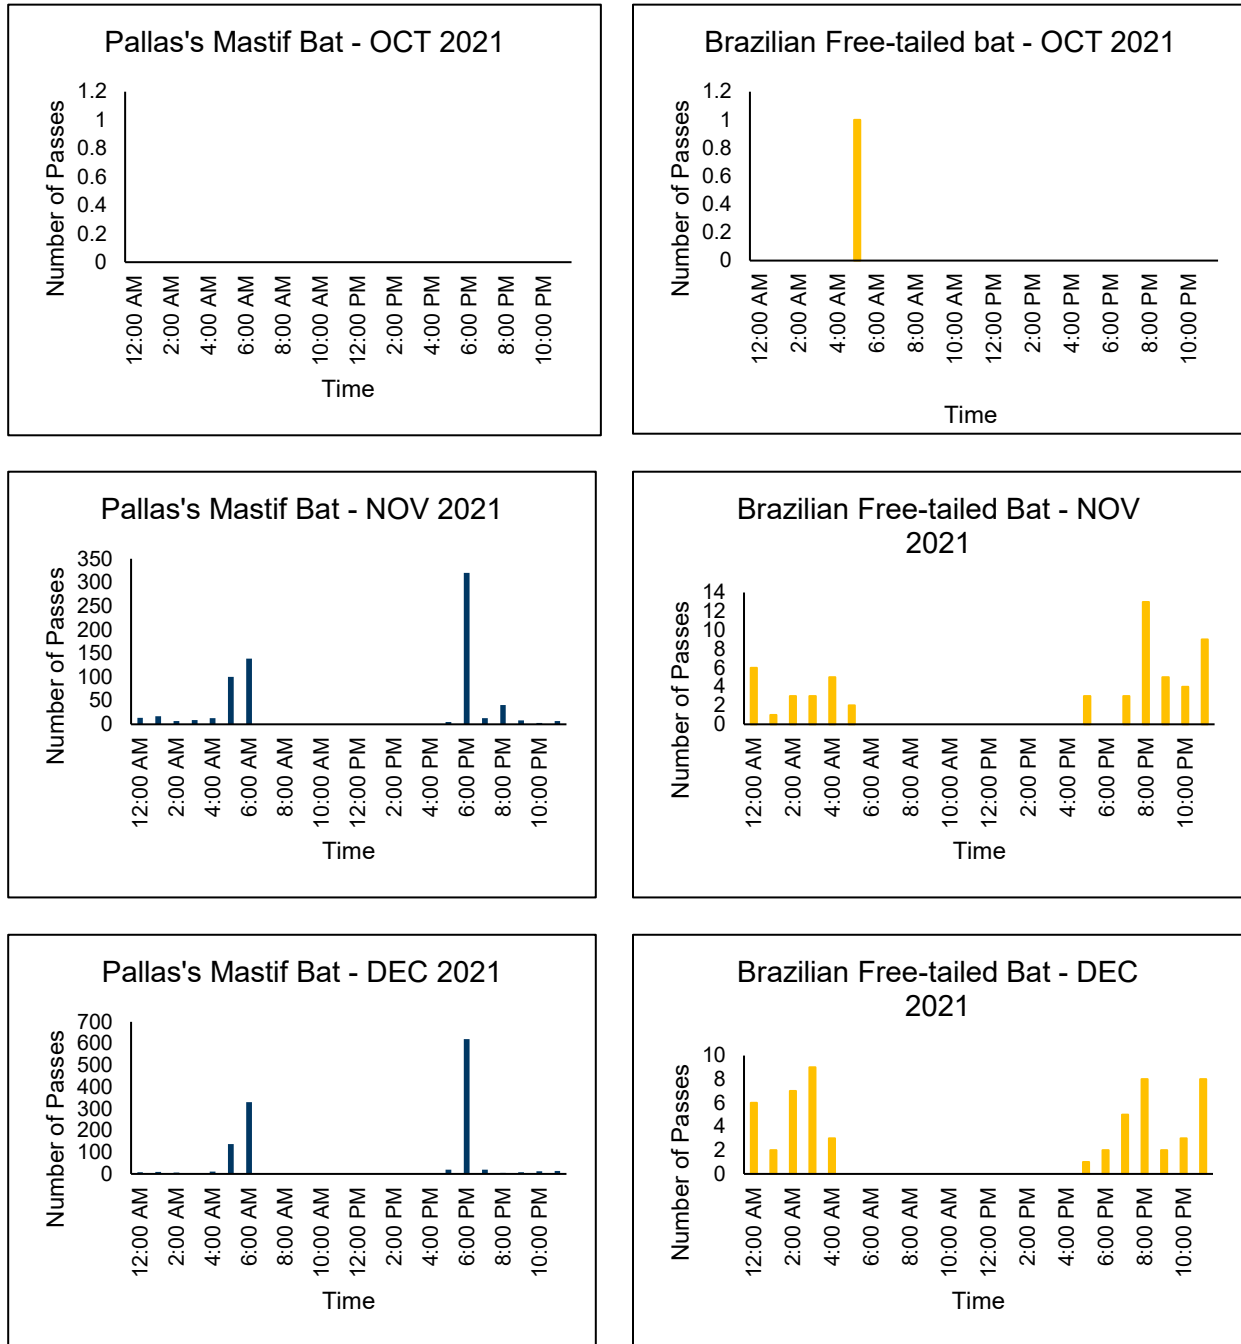 Pallas's Mastif Bat - OCT 2021
Number of Passes
1.2
1
0.8
0.6
0.4
0.2
0
12:00 AM
2:00 AM
4:00 AM
6:00 AM
8:00 AM
10:00 AM
12:00 PM
2:00 PM
4:00 PM
6:00 PM
8:00 PM
10:00 PM
Time
Brazilian Free-tailed bat - OCT 2021
Number of Passes
1.2
1
0.8
0.6
0.4
0.2
0
12:00 AM
2:00 AM
4:00 AM
6:00 AM
8:00 AM
10:00 AM
12:00 PM
2:00 PM
4:00 PM
6:00 PM
8:00 PM
10:00 PM
Time
Pallas's Mastif Bat - NOV 2021
Number of Passes
350
300
250
200
150
100
50
0
12:00 AM
2:00 AM
4:00 AM
6:00 AM
8:00 AM
10:00 AM
12:00 PM
2:00 PM
4:00 PM
6:00 PM
8:00 PM
10:00 PM
Time
Brazilian Free-tailed Bat - NOV
2021
Number of Passes
14
12
10
8
6
4
2
0
12:00 AM
2:00 AM
4:00 AM
6:00 AM
8:00 AM
10:00 AM
12:00 PM
2:00 PM
4:00 PM
6:00 PM
8:00 PM
10:00 PM
Time
Pallas's Mastif Bat - DEC 2021
Number of Passes
700
600
500
400
300
200
100
0
12:00 AM
2:00 AM
4:00 AM
6:00 AM
8:00 AM
10:00 AM
12:00 PM
2:00 PM
4:00 PM
6:00 PM
8:00 PM
10:00 PM
Time
Brazilian Free-tailed Bat - DEC
2021
Number of Passes
10
8
6
4
2
0
12:00 AM
2:00 AM
4:00 AM
6:00 AM
8:00 AM
10:00 AM
12:00 PM
2:00 PM
4:00 PM
6:00 PM
8:00 PM
10:00 PM
Time